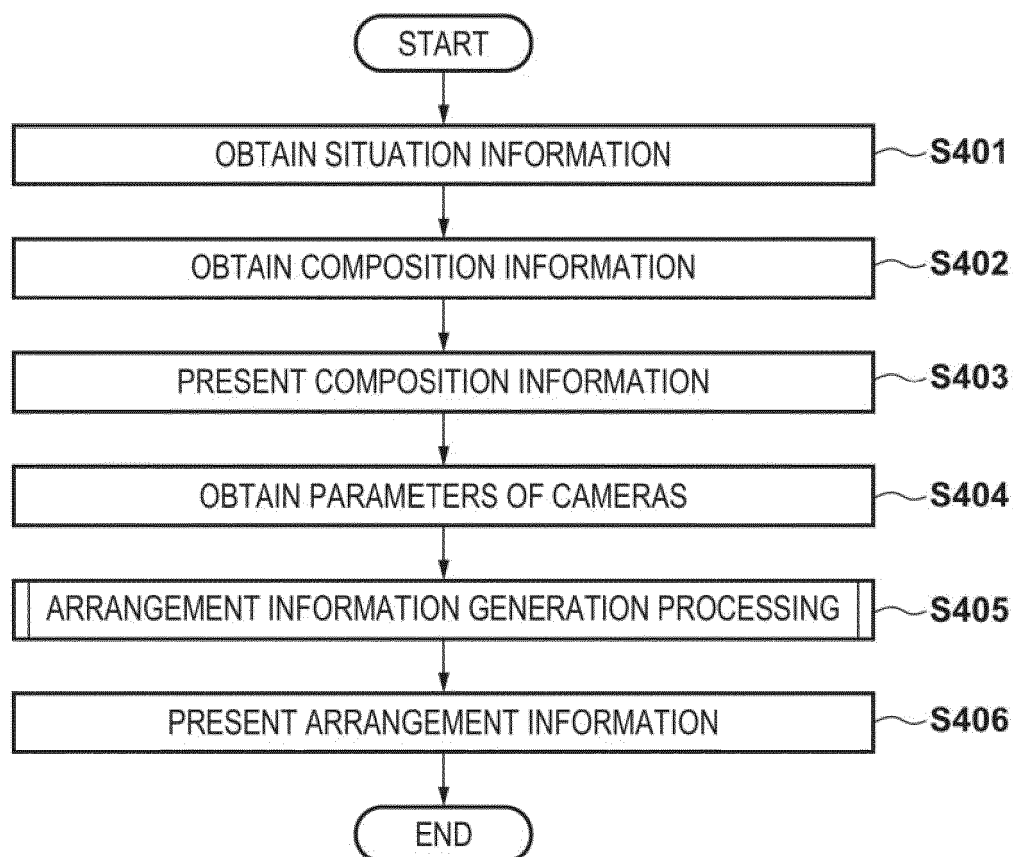 START
OBTAIN SITUATION INFORMATION S401
OBTAIN COMPOSITION INFORMATION S402
PRESENT COMPOSITION INFORMATION S403
OBTAIN PARAMETERS OF CAMERAS S404
ARRANGEMENT INFORMATION GENERATION PROCESSING S405
PRESENT ARRANGEMENT INFORMATION S406
END